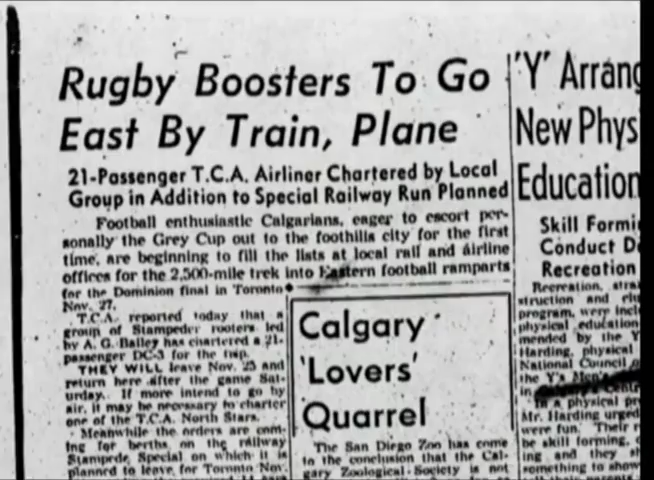 Rugby Boosters To Go
East By Train, Plane
21-Passenger T.C.A. Airliner Chartered by Local
Group in Addition to Special Railway Run Planned
Football enthusiastic Calgarians, eager to escort per-
sonally the Grey Cup out to the foothills city for the first
time, are beginning to fill the lists at local rail and airline
offices for the 2,500-mile trek into Eastern football ramparts
for the Dominion final in Toronto
Nov. 27.
T.C.A. reported today that a
group of Stampeder rooters led
by A. G. Bailey has chartered a 21-
passenger DC-3 for the trip.
THEY WILL leave Nov. 25 and
return here after the game Sat-
urday. If more intend to go by
air, it may be necessary to charter
one of the T.C.A. North Stars.
Meanwhile the orders are com-
ing for berths on the railway
Stampede Special on which it is
planned to leave for Toronto Nov.
Calgary
'Lovers'
Quarrel
The San Diego Zoo has come
to the conclusion that the Cal-
gary Zoological Society is not
'Y' Arrang
New Phys
Education
Skill Formi
Conduct D
Recreation
Recreation, stra
struction and clu
program, were incl
physical education
mended by the Y
Harding, physical
National Council o
the Y's Men's
in
In a physical pr
Mr. Harding urged
were fun. Their r
be skill forming,
ing and they sh
something to show